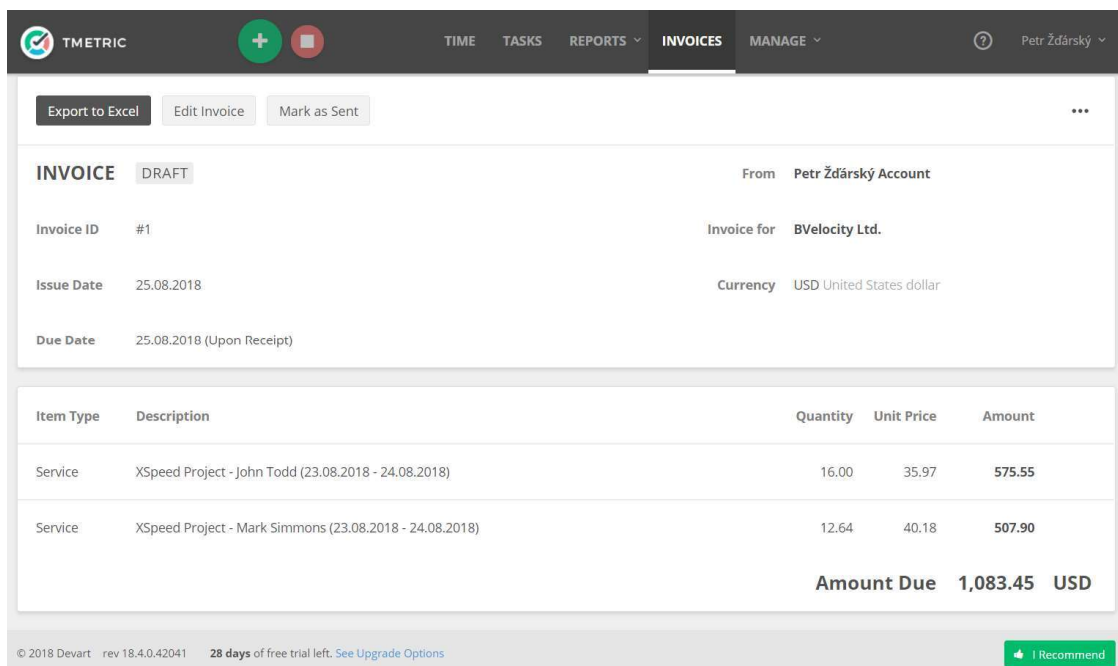 TMETRIC TIME TASKS REPORTS INVOICES MANAGE ? Petr Žďárský
Export to Excel Edit Invoice Mark as Sent
INVOICE DRAFT From Petr Žďárský Account
Invoice ID #1 Invoice for BVelocity Ltd.
Issue Date 25.08.2018 Currency USD United States dollar
Due Date 25.08.2018 (Upon Receipt)
Item Type Description Quantity Unit Price Amount
Service XSpeed Project - John Todd (23.08.2018 - 24.08.2018) 16.00 35.97 575.55
Service XSpeed Project - Mark Simmons (23.08.2018 - 24.08.2018) 12.64 40.18 507.90
Amount Due 1,083.45 USD
© 2018 Devart rev 18.4.0.42041 28 days of free trial left. See Upgrade Options I Recommend